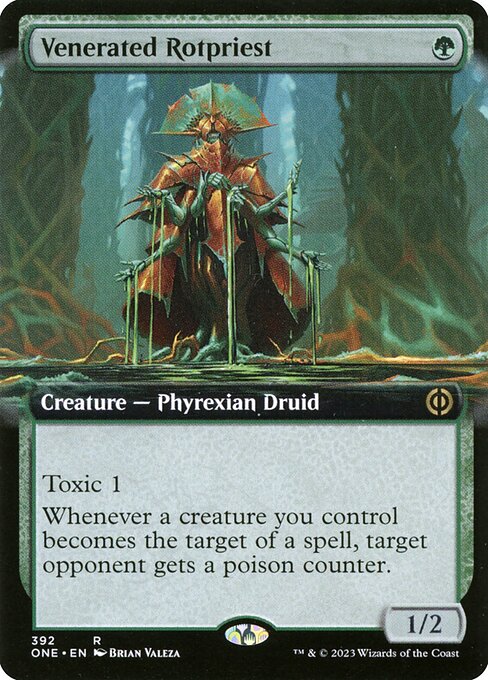 Venerated Rotpriest
Creature — Phyrexian Druid
Toxic 1
Whenever a creature you control
becomes the target of a spell, target
opponent gets a poison counter.
1/2
392 R
ONE • EN Brian Valeza
™ & © 2023 Wizards of the Coast